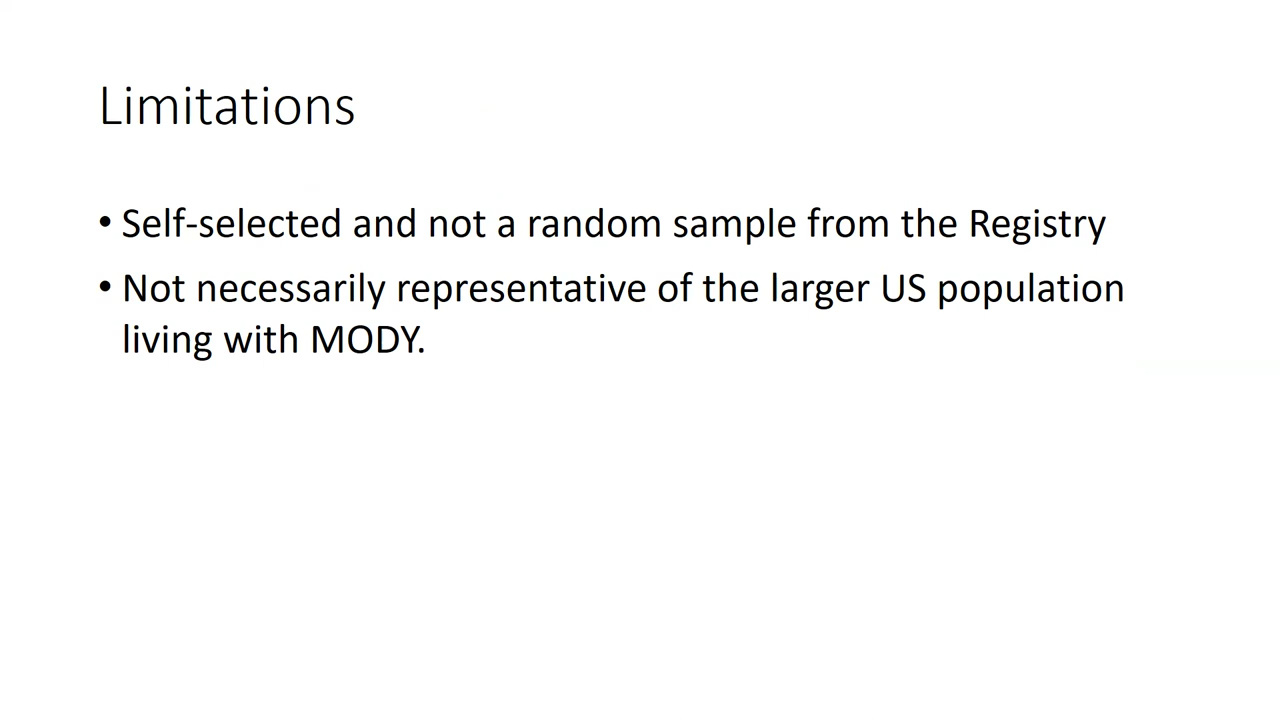 Limitations
• Self-selected and not a random sample from the Registry
• Not necessarily representative of the larger US population
living with MODY.